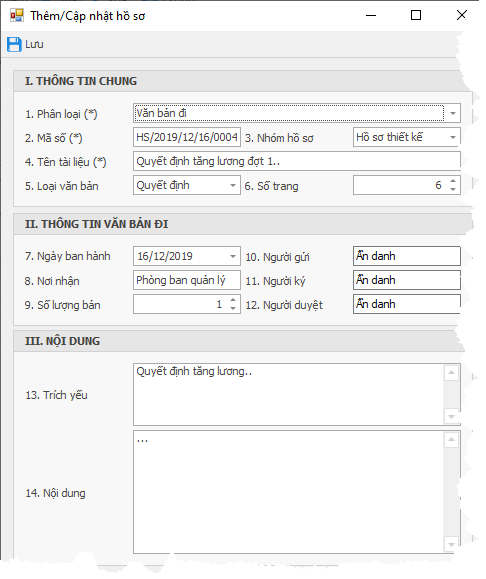 Thêm/Cập nhật hồ sơ
Lưu
I. THÔNG TIN CHUNG
1. Phân loại (*) Văn bản đi
2. Mã số (*) HS/2019/12/16/0004 3. Nhóm hồ sơ Hồ sơ thiết kế
4. Tên tài liệu (*) Quyết định tăng lương đợt 1..
5. Loại văn bản Quyết định 6. Số trang 6
II. THÔNG TIN VĂN BẢN ĐI
7. Ngày ban hành 16/12/2019 10. Người gửi Ẩn danh
8. Nơi nhận Phòng ban quản lý 11. Người ký Ẩn danh
9. Số lượng bản 1 12. Người duyệt Ẩn danh
III. NỘI DUNG
13. Trích yếu Quyết định tăng lương..
14. Nội dung ...